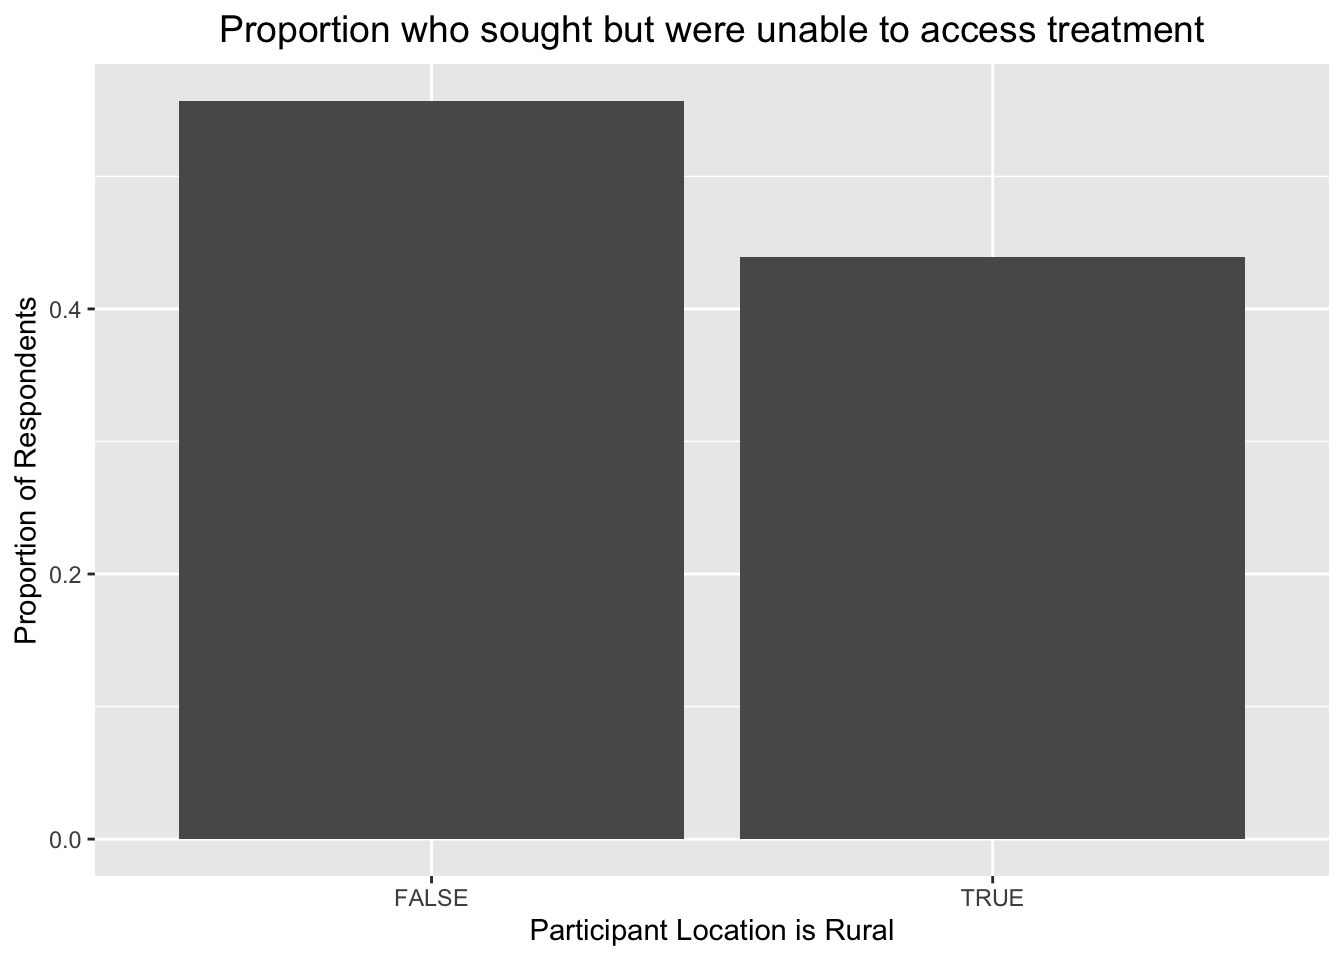 Proportion who sought but were unable to access treatment
Proportion of Respondents
0.4
0.2
0.0
FALSE TRUE
Participant Location is Rural